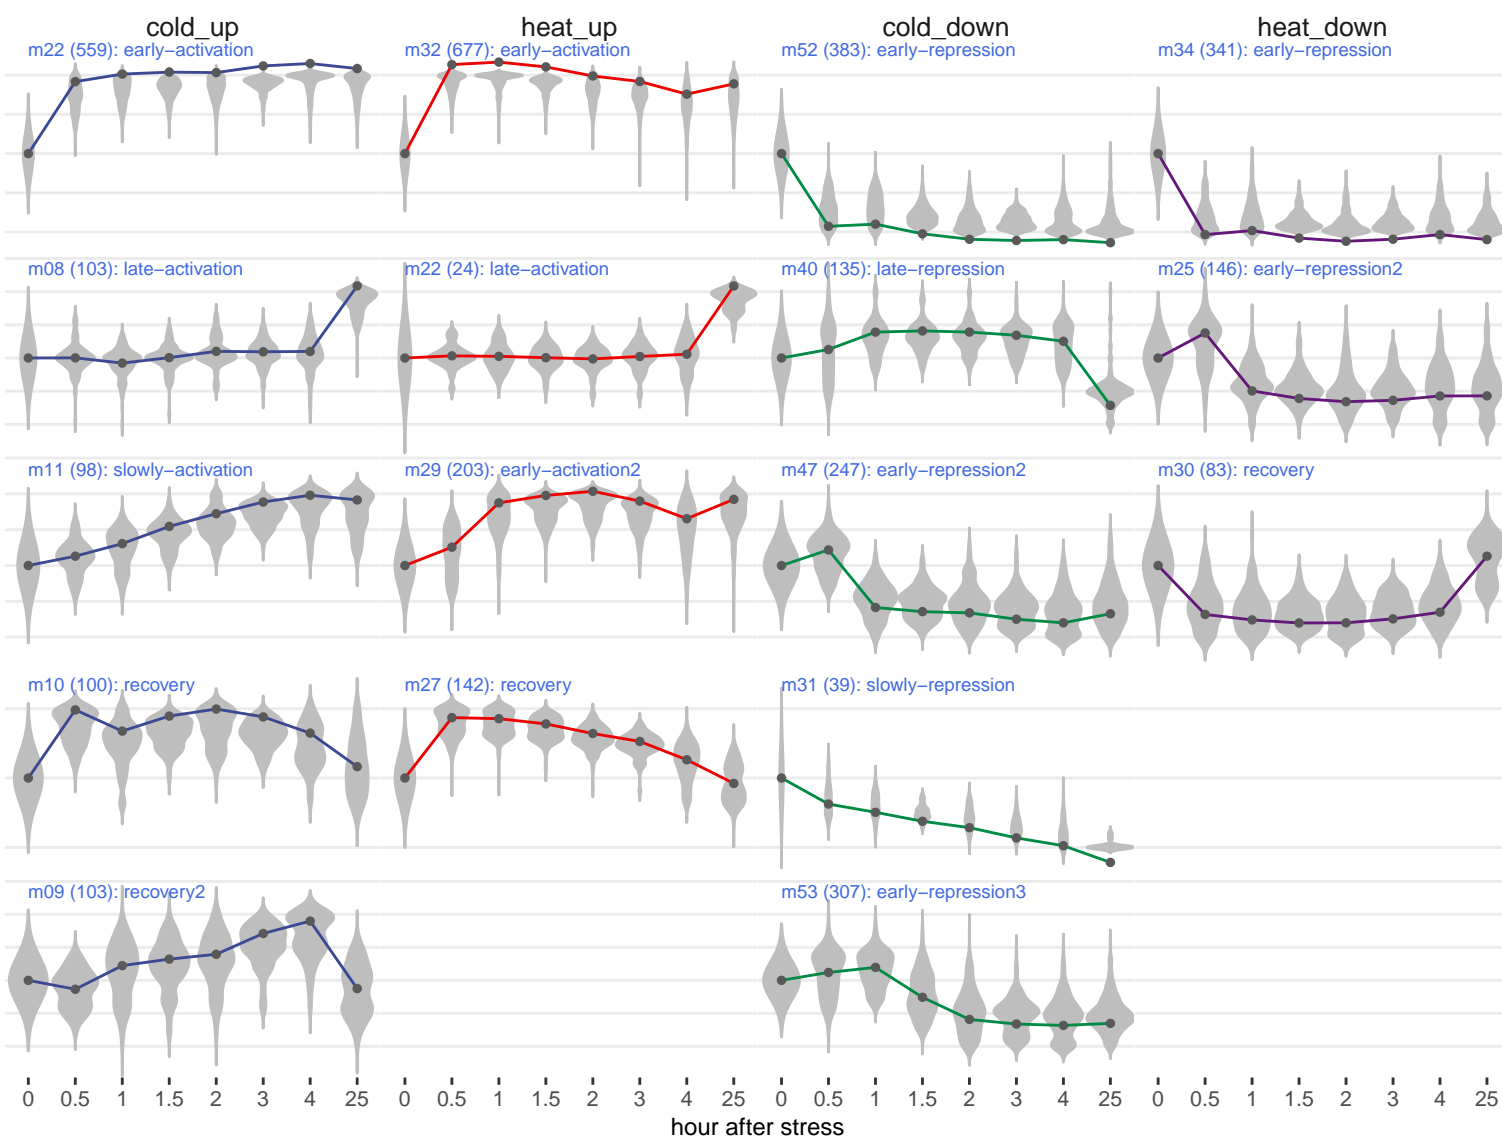 cold_up heat_up cold_down heat_down
m22 (559): early−activation m32 (677): early−activation m52 (383): early−repression m34 (341): early−repression
m08 (103): late−activation m22 (24): late−activation m40 (135): late−repression m25 (146): early−repression2
m11 (98): slowly−activation m29 (203): early−activation2 m47 (247): early−repression2 m30 (83): recovery
m10 (100): recovery m27 (142): recovery m31 (39): slowly−repression
m09 (103): recovery2 m53 (307): early−repression3
0 0.5 1 1.5 2 3 4 25 0 0.5 1 1.5 2 3 4 25 0 0.5 1 1.5 2 3 4 25 0 0.5 1 1.5 2 3 4 25
hour after stress